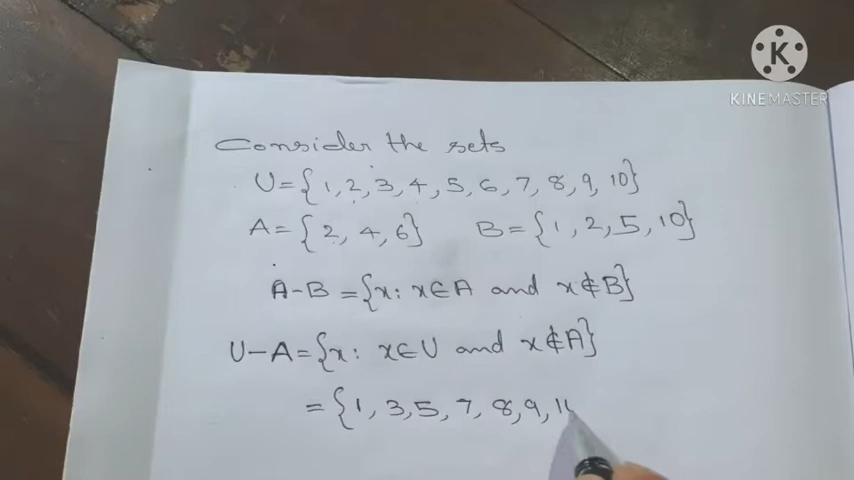 K
KINEMASTER
Consider the sets
U={1,2,3,4,5,6,7,8,9,10}
A={2,4,6} B={1,2,5,10}
A-B={x: x∈A and x∉B}
U-A={x: x∈U and x∉A}
={1,3,5,7,8,9,1